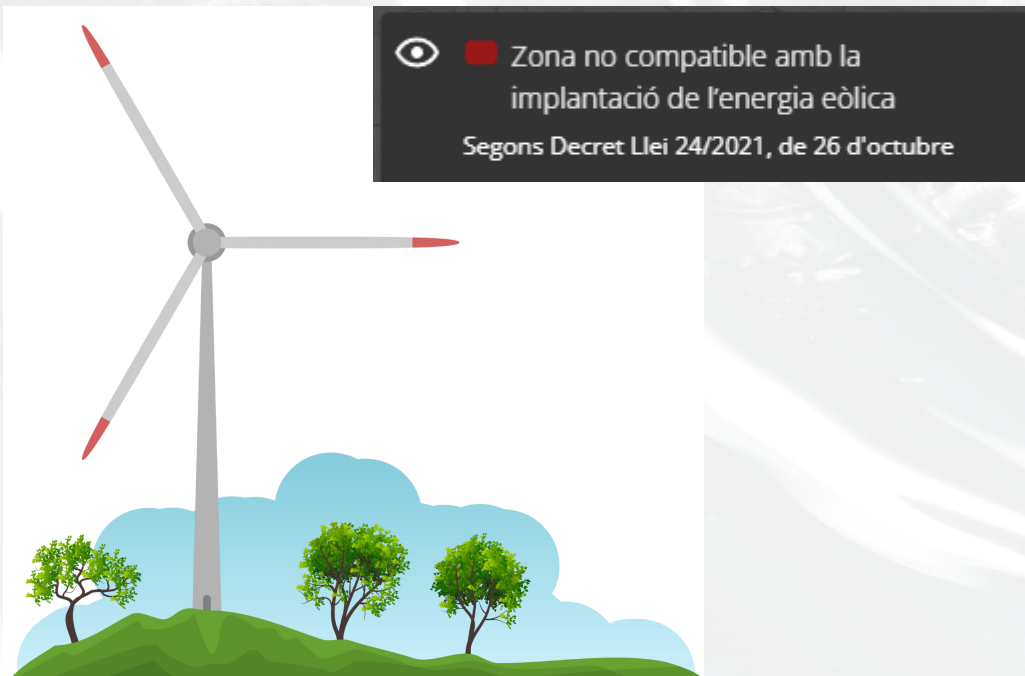 Zona no compatible amb la
implantació de l'energia eòlica
Segons Decret Llei 24/2021, de 26 d'octubre